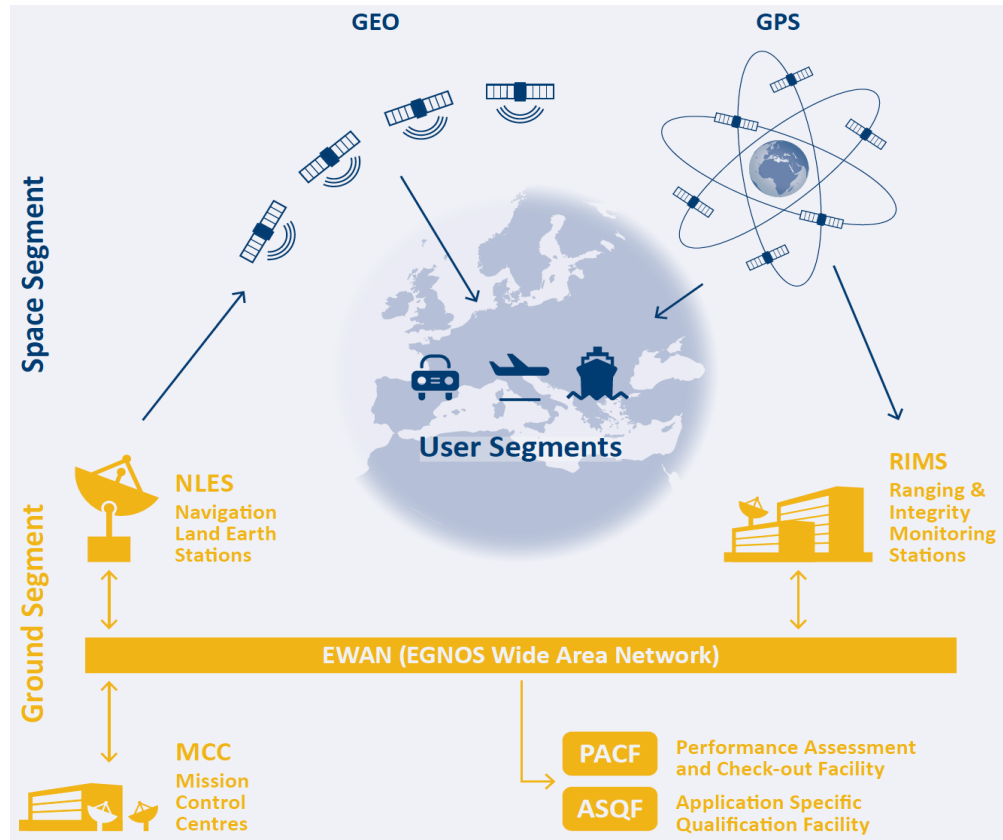 GEO
GPS
Space Segment
User Segments
NLES
Navigation
Land Earth
Stations
RIMS
Ranging &
Integrity
Monitoring
Stations
Ground Segment
EWAN (EGNOS Wide Area Network)
MCC
Mission
Control
Centres
PACF
Performance Assessment
and Check-out Facility
ASQF
Application Specific
Qualification Facility